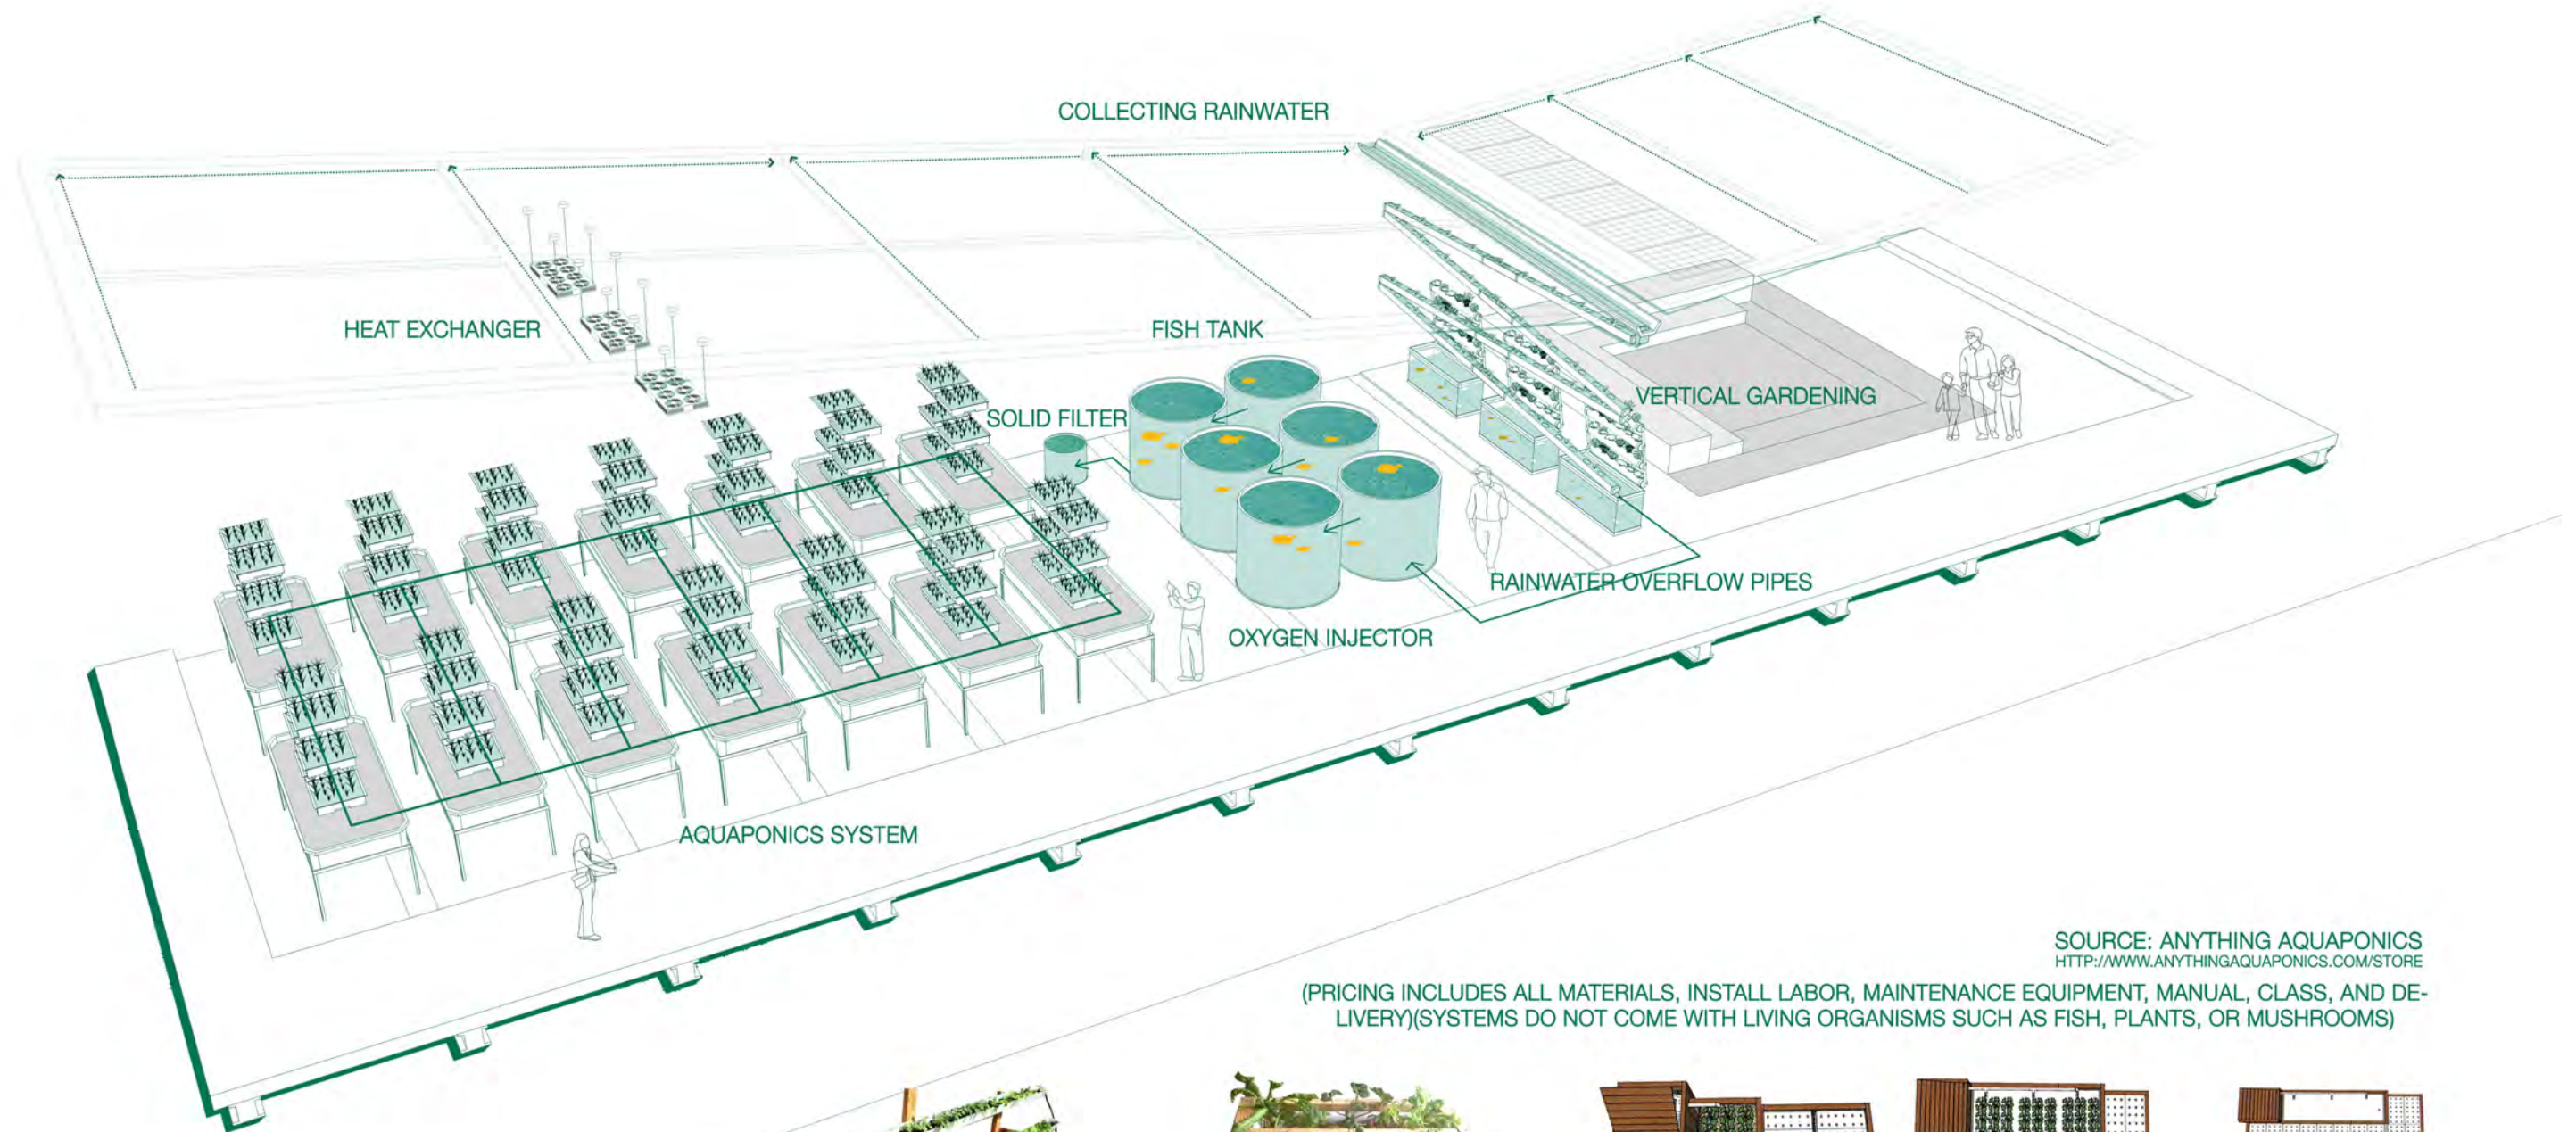 COLLECTING RAINWATER
HEAT EXCHANGER
FISH TANK
SOLID FILTER
VERTICAL GARDENING
RAINWATER OVERFLOW PIPES
OXYGEN INJECTOR
AQUAPONICS SYSTEM
SOURCE: ANYTHING AQUAPONICS
HTTP://WWW.ANYTHINGAQUAPONICS.COM/STORE
(PRICING INCLUDES ALL MATERIALS, INSTALL LABOR, MAINTENANCE EQUIPMENT, MANUAL, CLASS, AND DE-
LIVERY)(SYSTEMS DO NOT COME WITH LIVING ORGANISMS SUCH AS FISH, PLANTS, OR MUSHROOMS)